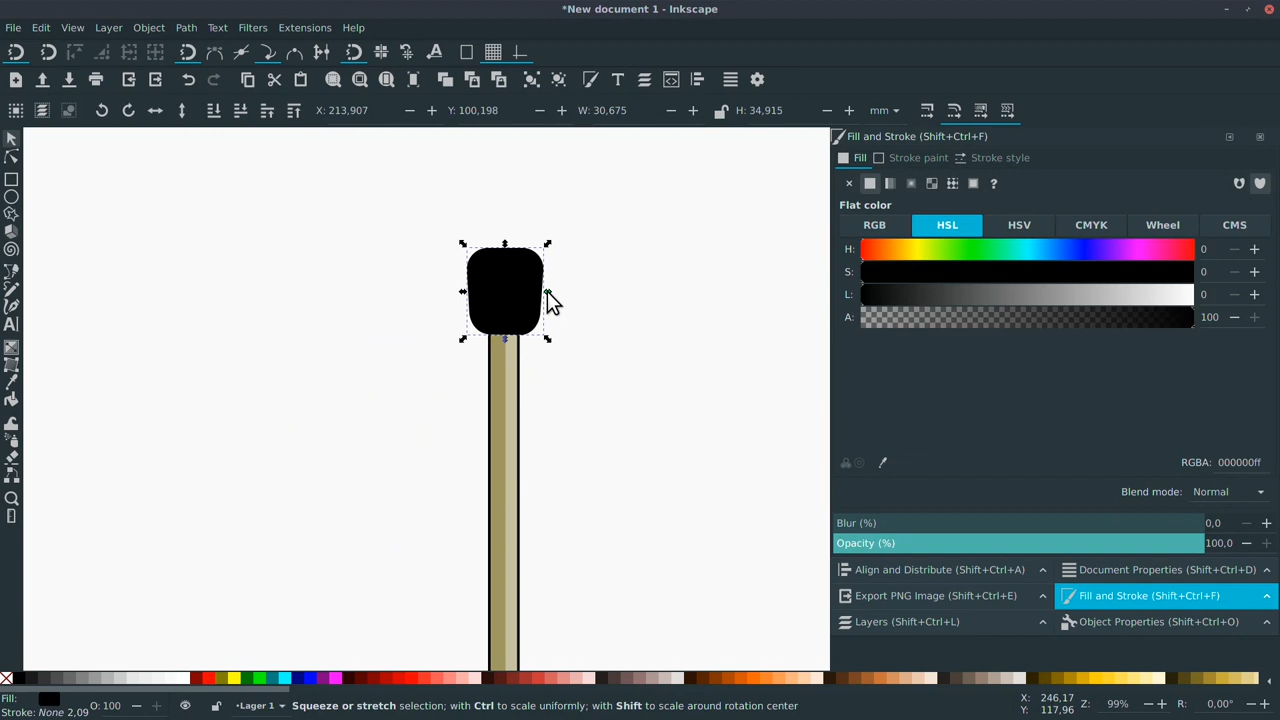 *New document 1 - Inkscape
File Edit View Layer Object Path Filters Text Extensions Help
X: 213,907 Y: 100,198 W: 30,675 H: 34,915 mm
Fill and Stroke (Shift+Ctrl+F)
Fill Stroke paint Stroke style
?
Flat color
RGB HSL HSV CMYK Wheel CMS
H: 0
S: 0
L: 0
A: 100
RGBA: 000000ff
Blend mode: Normal
Blur (%) 0,0
Opacity (%) 100,0
Align and Distribute (Shift+Ctrl+A) Document Properties (Shift+Ctrl+D)
Export PNG Image (Shift+Ctrl+E) Fill and Stroke (Shift+Ctrl+F)
Layers (Shift+Ctrl+L) Object Properties (Shift+Ctrl+O)
Fill: O: 100 •Lager 1 Squeeze or stretch selection; with Ctrl to scale uniformly; with Shift to scale around rotation center X: 246,17 Z: 99% R: 0,00°
Stroke: None 2,09 Y: 117,96